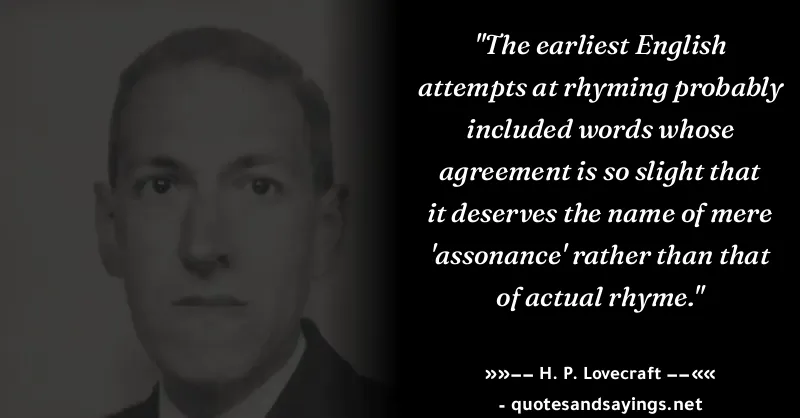 "The earliest English
attempts at rhyming probably
included words whose
agreement is so slight that
it deserves the name of mere
'assonance' rather than that
of actual rhyme."
»»−− H. P. Lovecraft −−««
- quotesandsayings.net